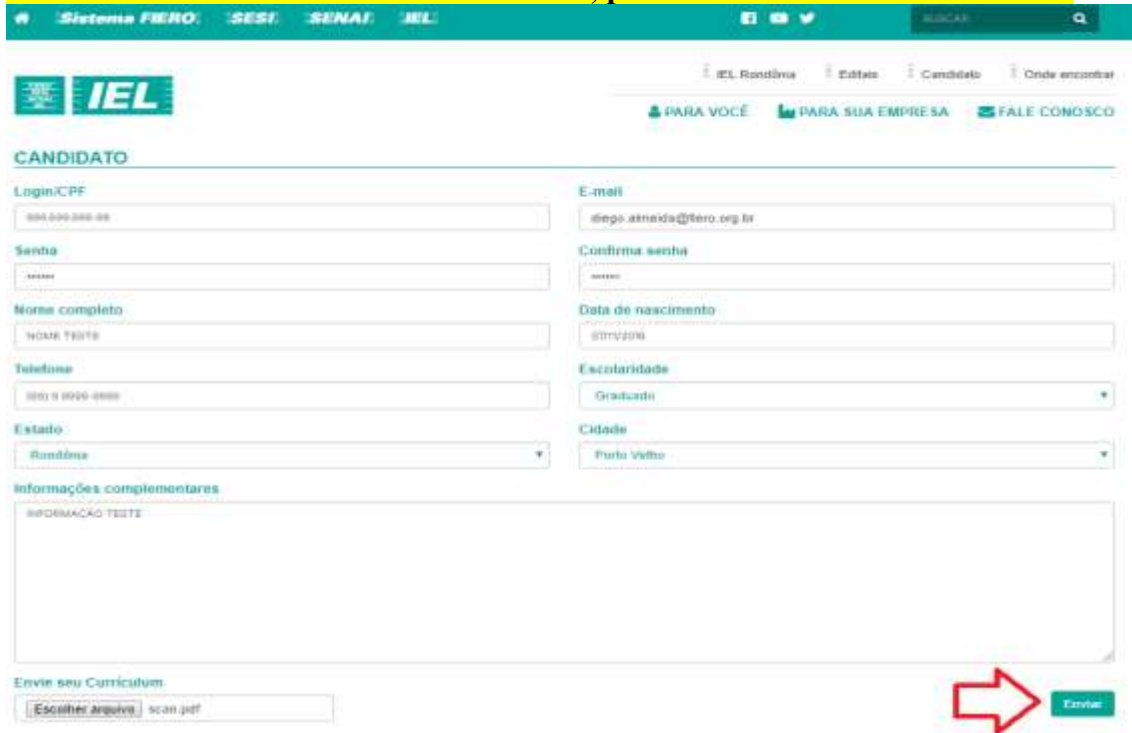 Sistema FIERO SESI SENAI IEL BUSCAR
IEL Rondônia Editais Candidato Onde encontrar
IEL
PARA VOCÊ PARA SUA EMPRESA FALE CONOSCO
CANDIDATO
Login/CPF E-mail
diego.almeida@fiero.org.br
Senha Confirma senha
Nome completo Data de nascimento
NOME TESTE
Telefone Escolaridade
Graduado
Estado Cidade
Rondônia Porto Velho
Informações complementares
INFORMAÇÃO TESTE
Envie seu Curriculum
Escolher arquivo scan.pdf Enviar